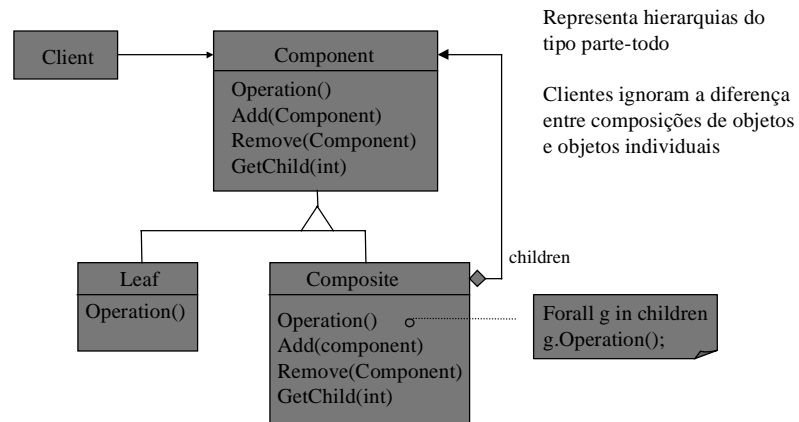 Representa hierarquias do
tipo parte-todo
Clientes ignoram a diferença
entre composições de objetos
e objetos individuais
Client
Component
Operation()
Add(Component)
Remove(Component)
GetChild(int)
children
Leaf
Operation()
Composite
Operation()
Add(component)
Remove(Component)
GetChild(int)
Forall g in children
g.Operation();